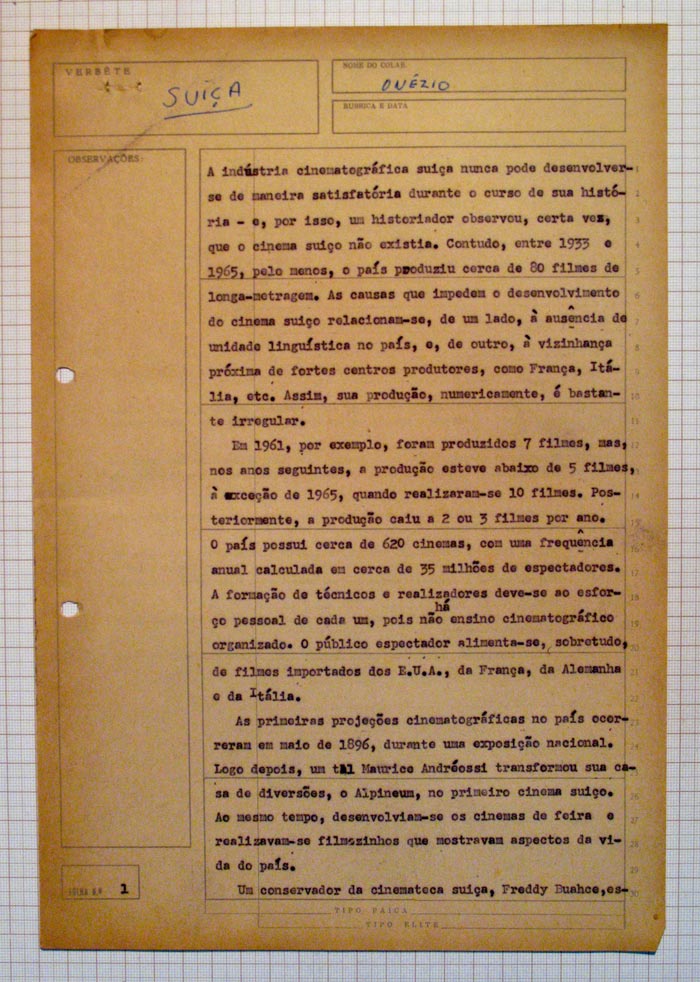 VERBÊTE
SUIÇA
NOME DO COLAB.
ONÉZIO
RUBRICA E DATA
OBSERVAÇÕES:
A indústria cinematográfica suiça nunca pode desenvolver-
se de maneira satisfatória durante o curso de sua histó-
ria - e, por isso, um historiador observou, certa vez,
que o cinema suiço não existia. Contudo, entre 1933 e
1965, pelo menos, o país produziu cerca de 80 filmes de
longa-metragem. As causas que impedem o desenvolvimento
do cinema suiço relacionam-se, de um lado, à ausência de
unidade linguística no país, e, de outro, à vizinhança
próxima de fortes centros produtores, como França, Itá-
lia, etc. Assim, sua produção, numericamente, é bastan-
te irregular.
Em 1961, por exemplo, foram produzidos 7 filmes, mas,
nos anos seguintes, a produção esteve abaixo de 5 filmes,
à exceção de 1965, quando realizaram-se 10 filmes. Pos-
teriormente, a produção caiu a 2 ou 3 filmes por ano.
O país possui cerca de 620 cinemas, com uma frequência
anual calculada em cerca de 35 milhões de espectadores.
A formação de técnicos e realizadores deve-se ao esfor-
ço pessoal de cada um, pois não há ensino cinematográfico
organizado. O público espectador alimenta-se, sobretudo,
de filmes importados dos E.U.A., da França, da Alemanha
e da Itália.
As primeiras projeções cinematográficas no país ocor-
reram em maio de 1896, durante uma exposição nacional.
Logo depois, um tal Maurice Andréossi transformou sua ca-
sa de diversões, o Alpineum, no primeiro cinema suiço.
Ao mesmo tempo, desenvolviam-se os cinemas de feira e
realizavam-se filmezinhos que mostravam aspectos da vi-
da do país.
Um conservador da cinemateca suiça, Freddy Buahce,es-
FOLHA N.º 1
TIPO PAICA
TIPO ELITE